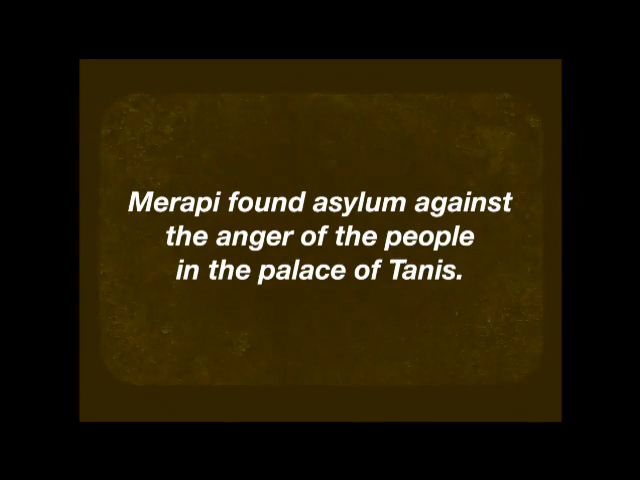 Merapi found asylum against
the anger of the people
in the palace of Tanis.